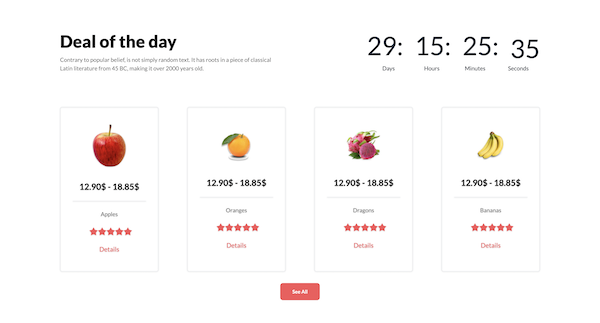 Deal of the day
Contrary to popular belief, is not simply random text. It has roots in a piece of classical
Latin literature from 45 BC, making it over 2000 years old.
29: 15: 25: 35
Days Hours Minutes Seconds
12.90$ - 18.85$
Apples
Details
12.90$ - 18.85$
Oranges
Details
12.90$ - 18.85$
Dragons
Details
12.90$ - 18.85$
Bananas
Details
See All